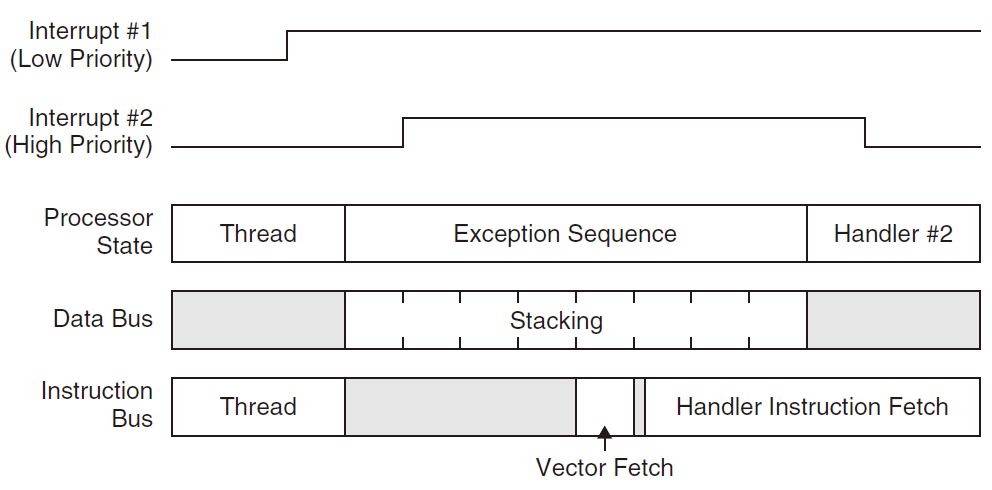 Interrupt #1
(Low Priority)
Interrupt #2
(High Priority)
Processor
State
Thread
Exception Sequence
Handler #2
Data Bus
Stacking
Instruction
Bus
Thread
Handler Instruction Fetch
Vector Fetch